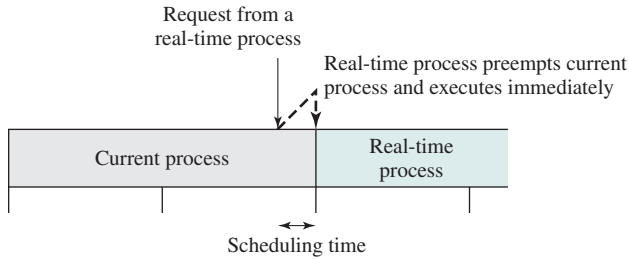 Request from a
real-time process
Real-time process preempts current
process and executes immediately
Current process
Real-time
process
Scheduling time